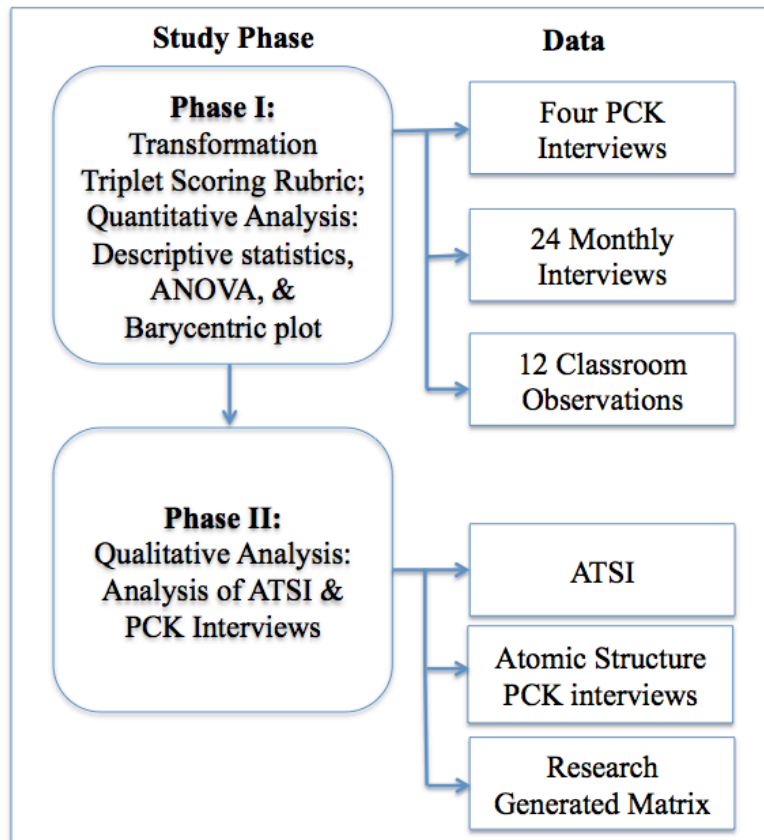 Study Phase
Data
Phase I:
Transformation
Triplet Scoring Rubric;
Quantitative Analysis:
Descriptive statistics,
ANOVA, &
Barycentric plot
Four PCK
Interviews
24 Monthly
Interviews
12 Classroom
Observations
Phase II:
Qualitative Analysis:
Analysis of ATSI &
PCK Interviews
ATSI
Atomic Structure
PCK interviews
Research
Generated Matrix